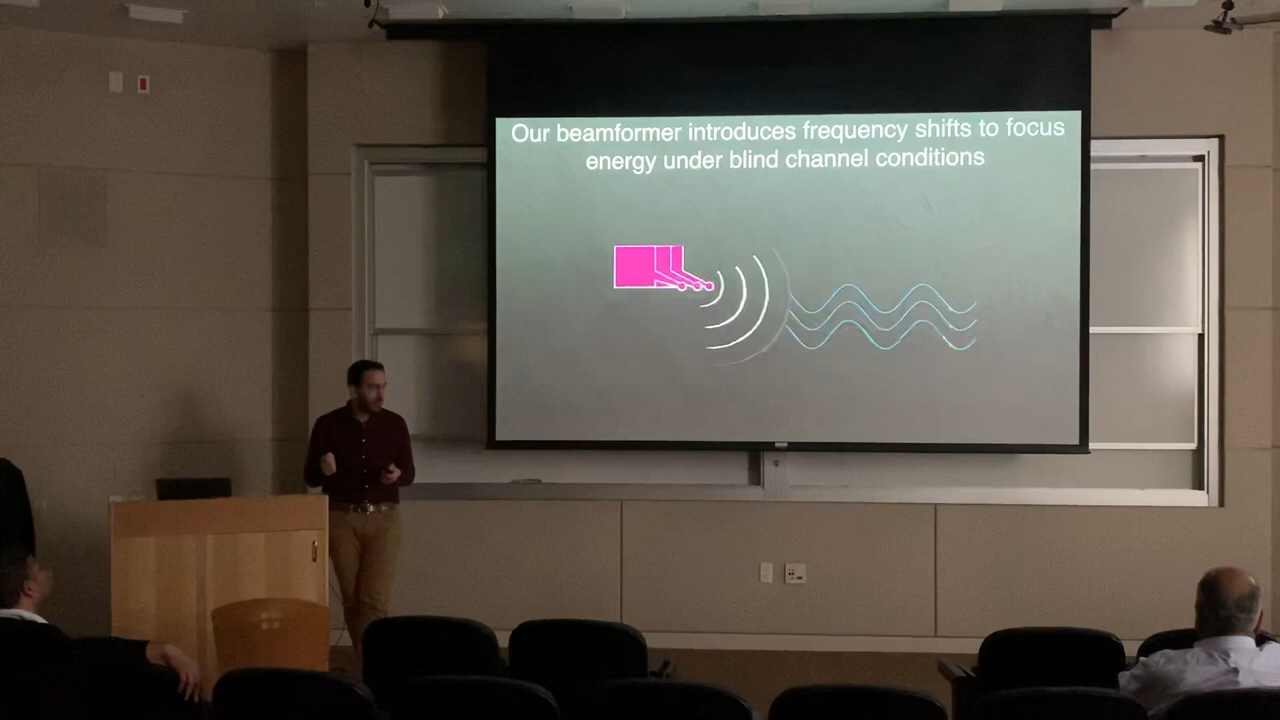 Our beamformer introduces frequency shifts to focus
energy under blind channel conditions